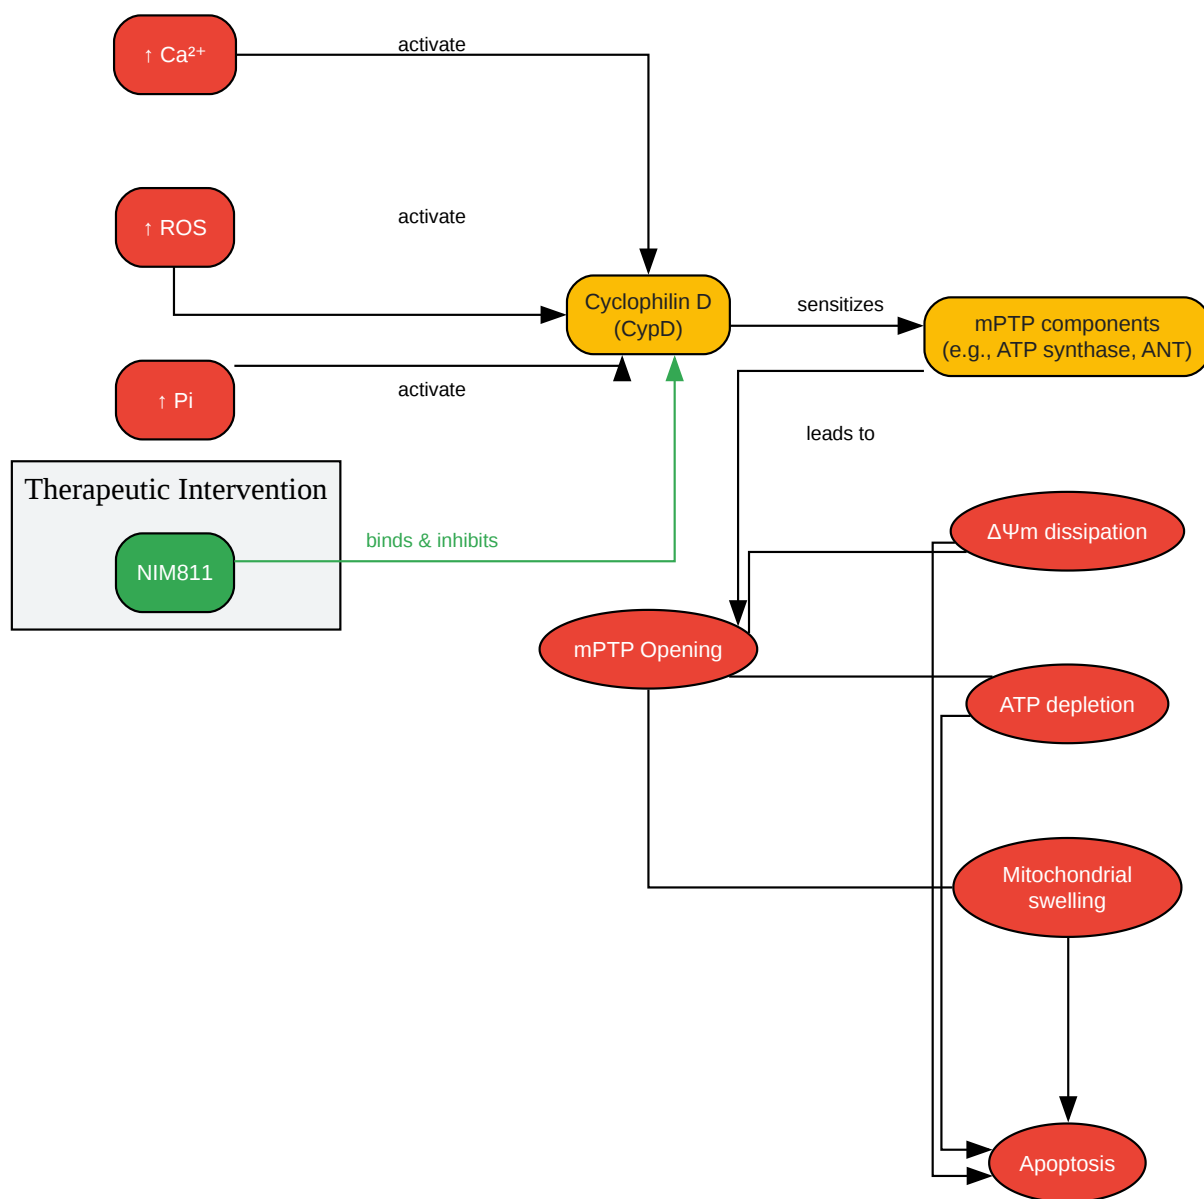 ↑ Ca²⁺
activate
↑ ROS
activate
Cyclophilin D
(CypD)
sensitizes
mPTP components
(e.g., ATP synthase, ANT)
↑ Pi
activate
leads to
Therapeutic Intervention
NIM811
binds & inhibits
ΔΨm dissipation
mPTP Opening
ATP depletion
Mitochondrial
swelling
Apoptosis